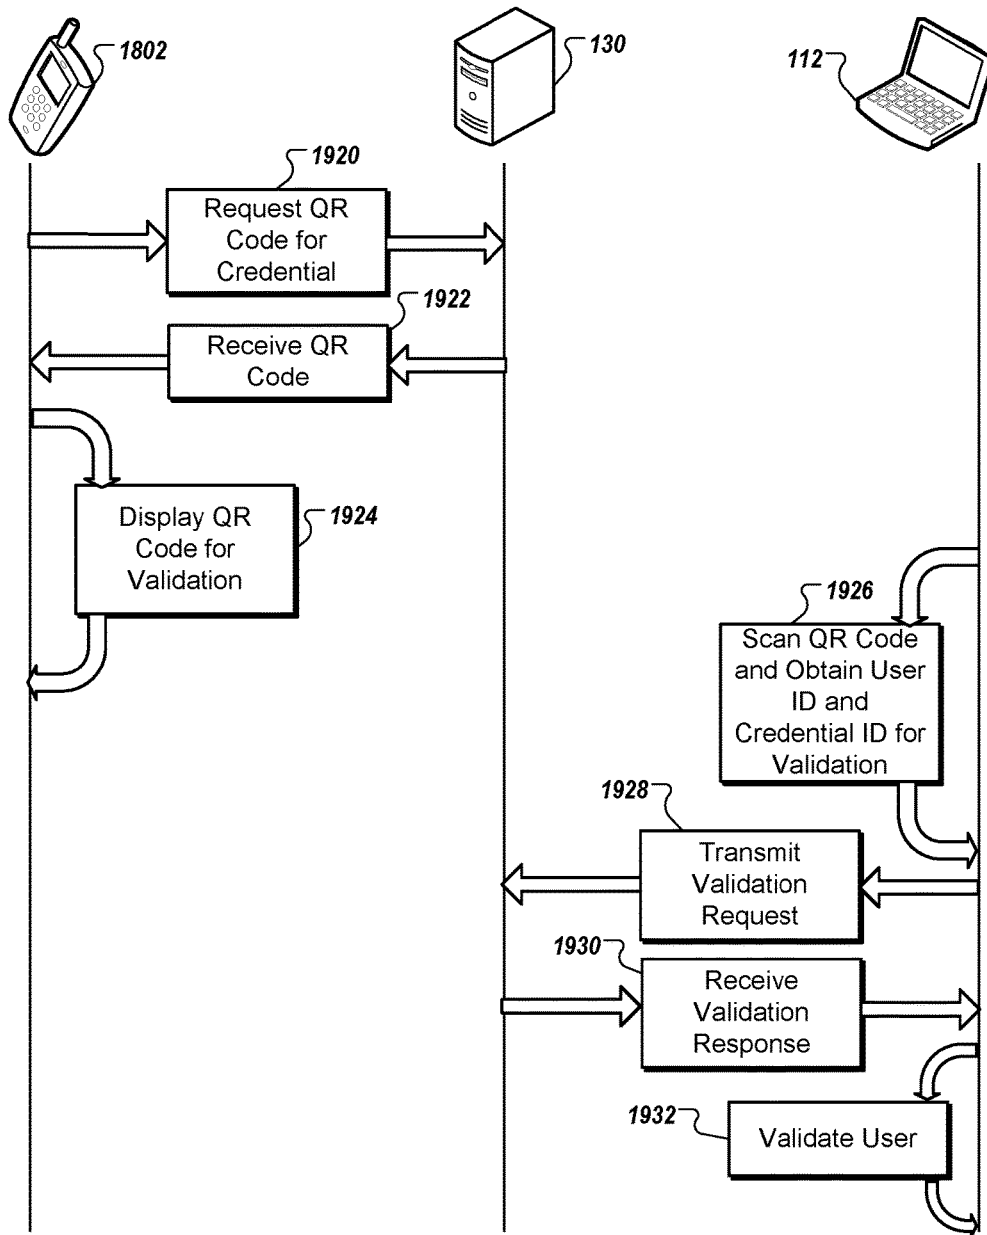 1802
130
112
1920
Request QR
Code for
Credential
1922
Receive QR
Code
Display QR
Code for
Validation
1924
1926
Scan QR Code
and Obtain User
ID and
Credential ID for
Validation
1928
Transmit
Validation
Request
1930
Receive
Validation
Response
1932
Validate User